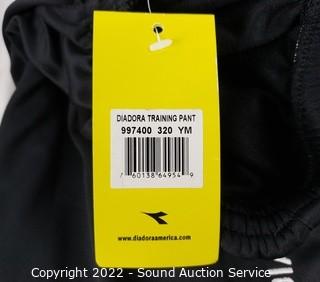 DIADORA TRAINING PANT
997400 320 YM
7 60138 64954 9
www.diadoraamerica.com
Copyright 2022 - Sound Auction Service